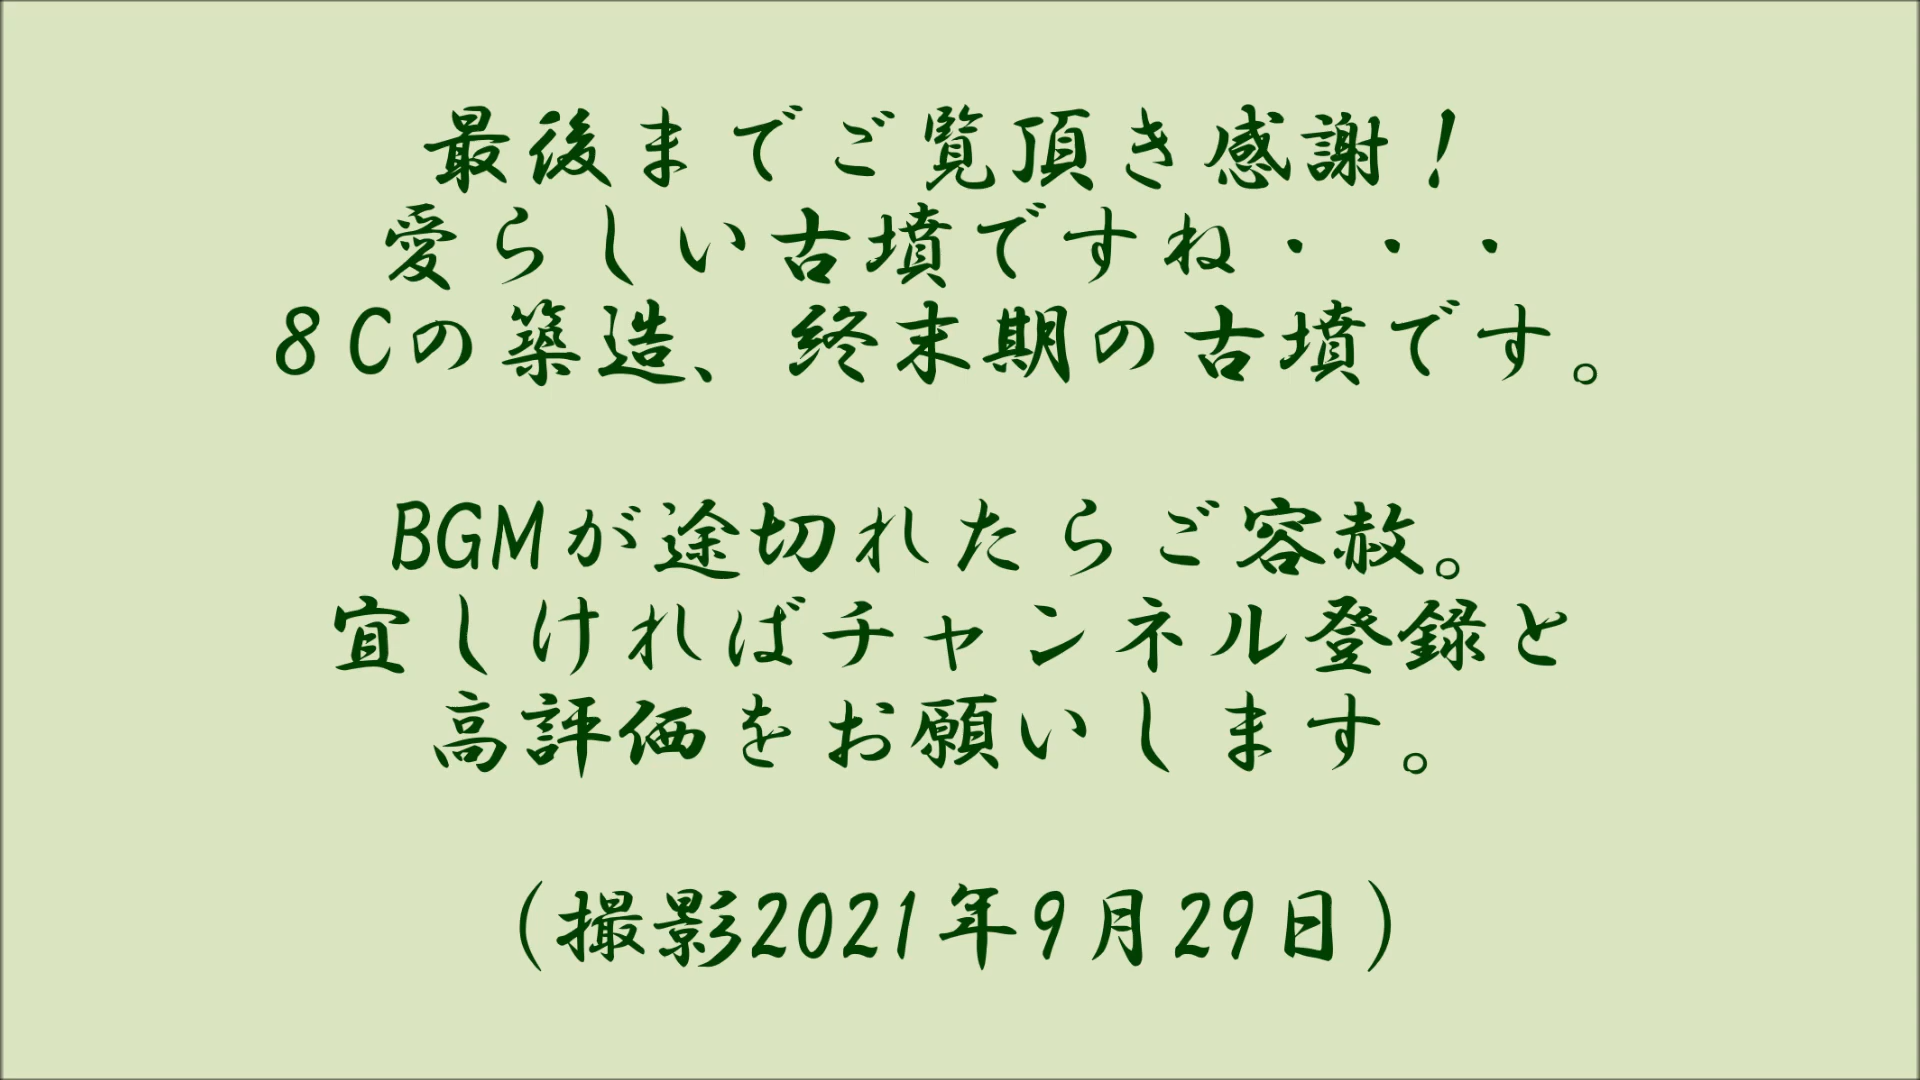 最後までご覧頂き感謝！
愛らしい古墳ですね・・・
８Cの築造、終末期の古墳です。
BGMが途切れたらご容赦。
宜しければチャンネル登録と
高評価をお願いします。
（撮影2021年9月29日）